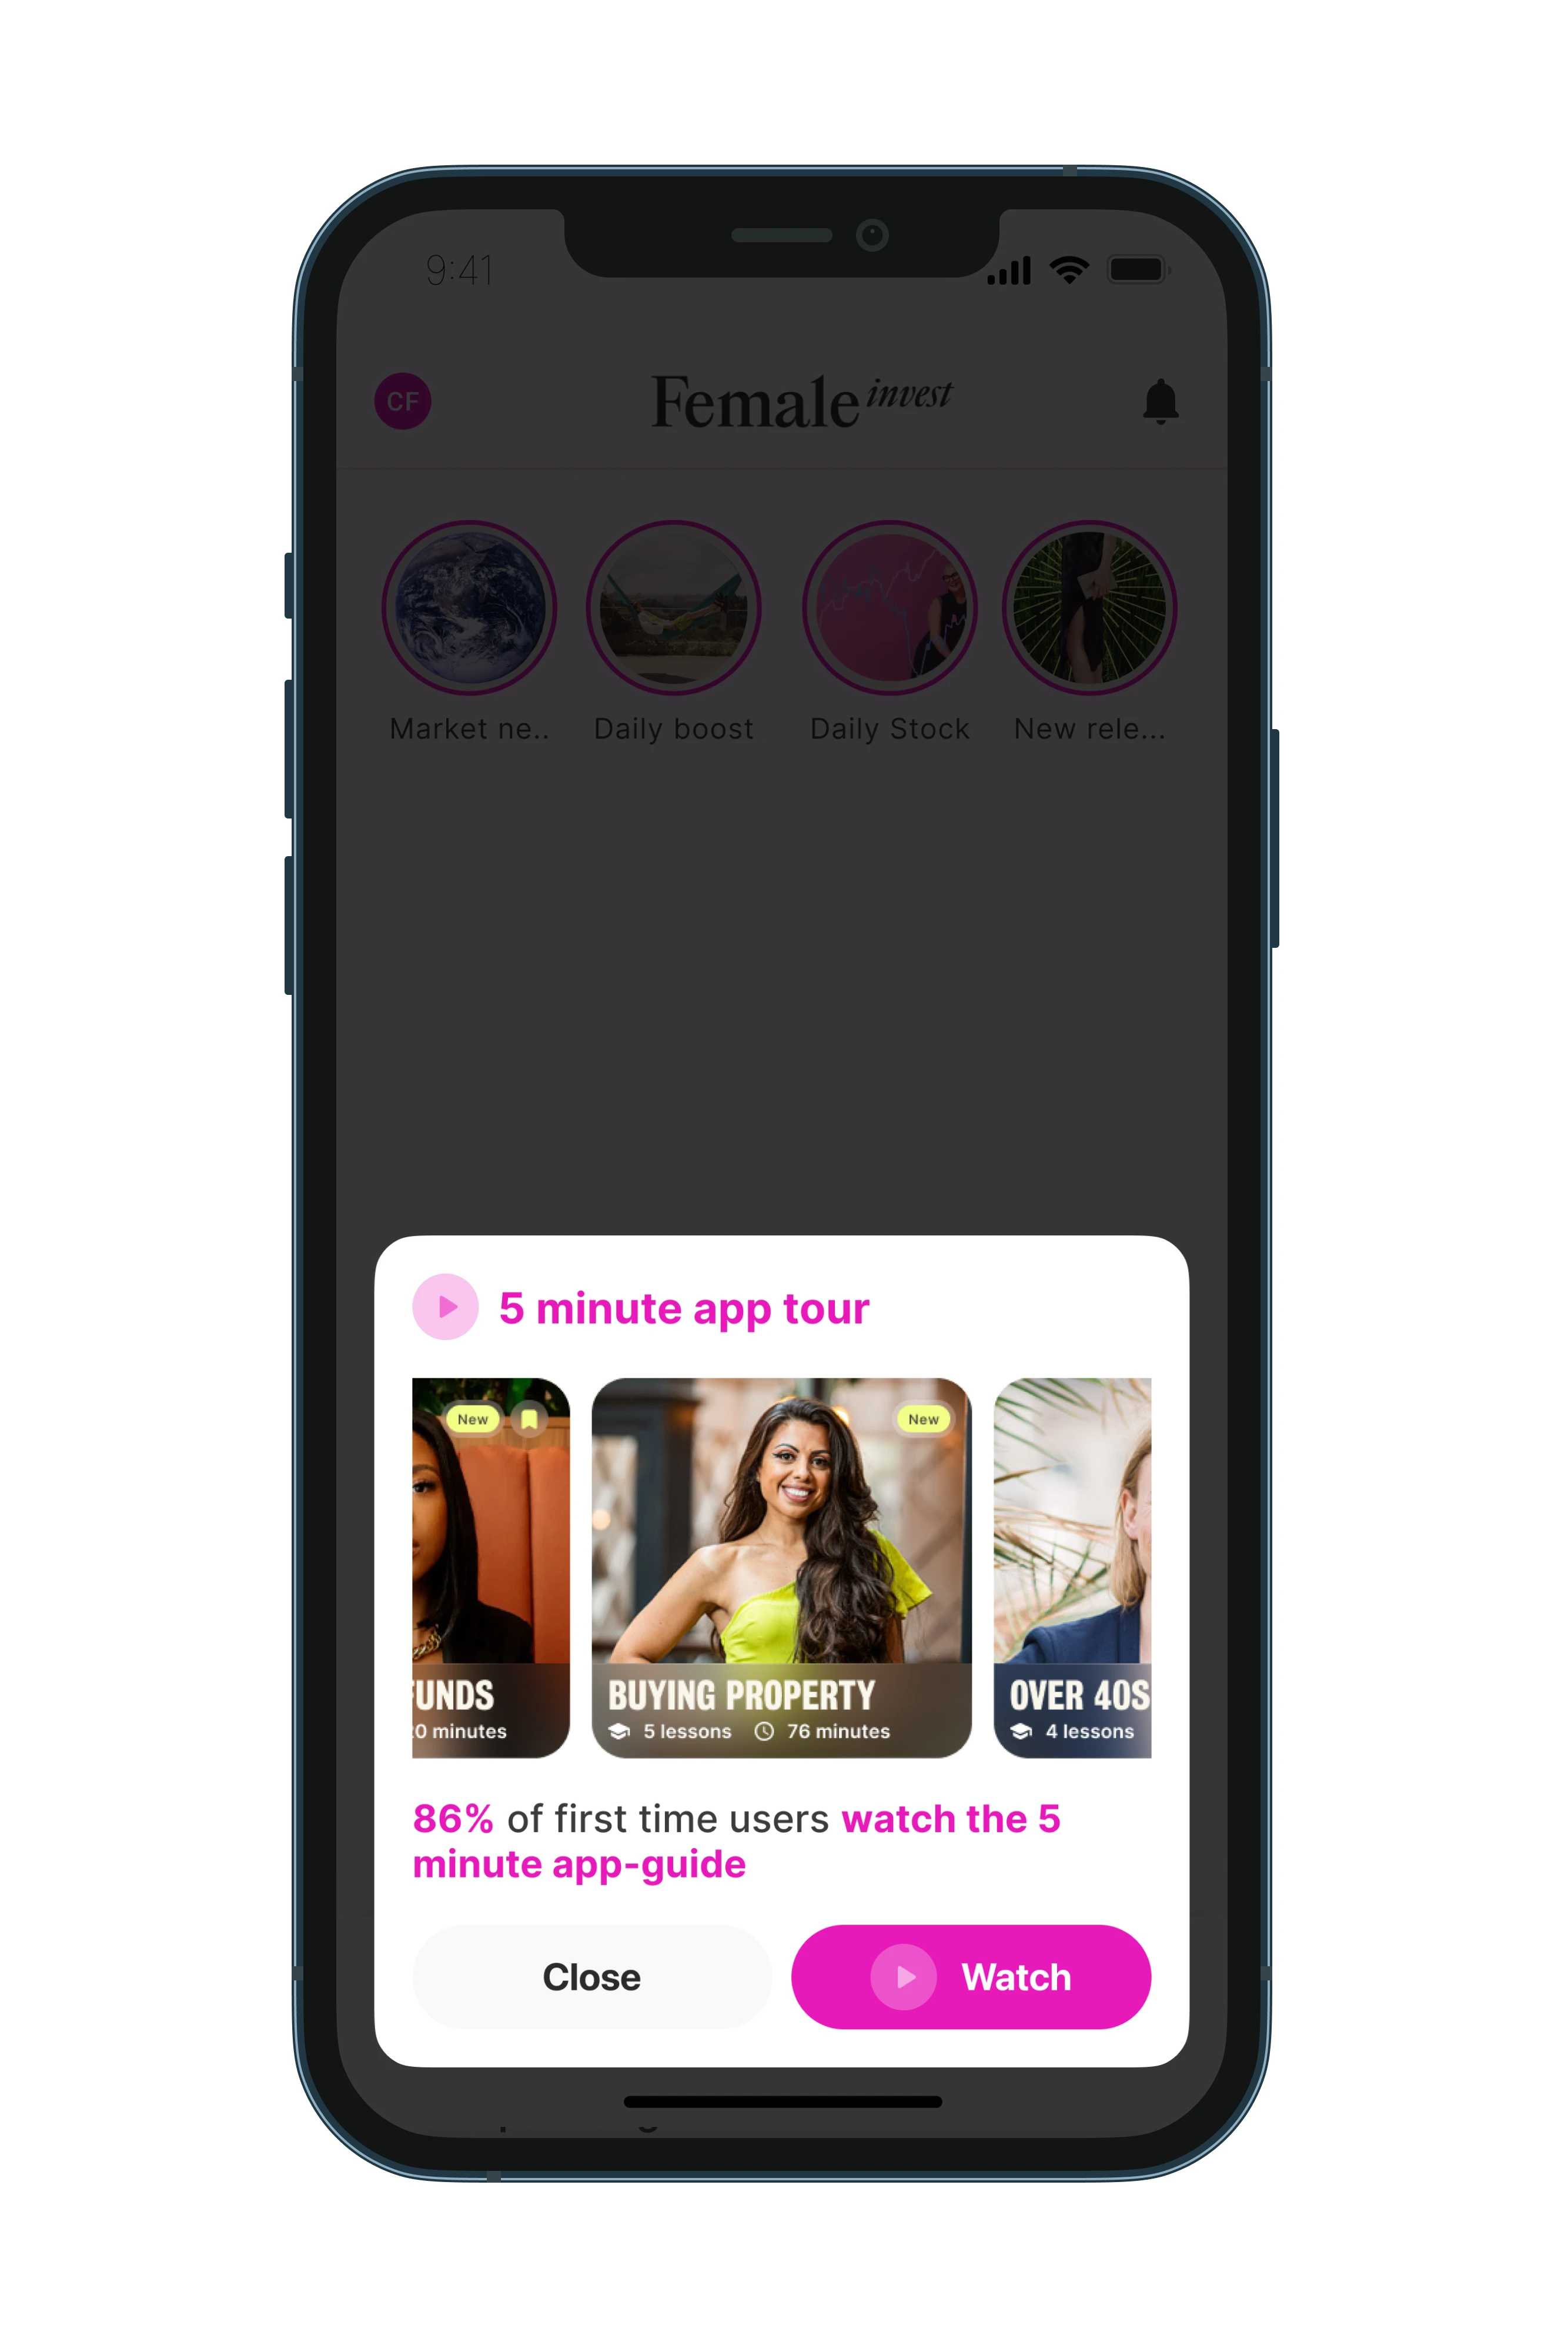 9:41
CF
Female invest
Market ne..
Daily boost
Daily Stock
New rele...
5 minute app tour
New
New
FUNDS
20 minutes
BUYING PROPERTY
5 lessons 76 minutes
OVER 40S
4 lessons
86% of first time users watch the 5
minute app-guide
Close
Watch